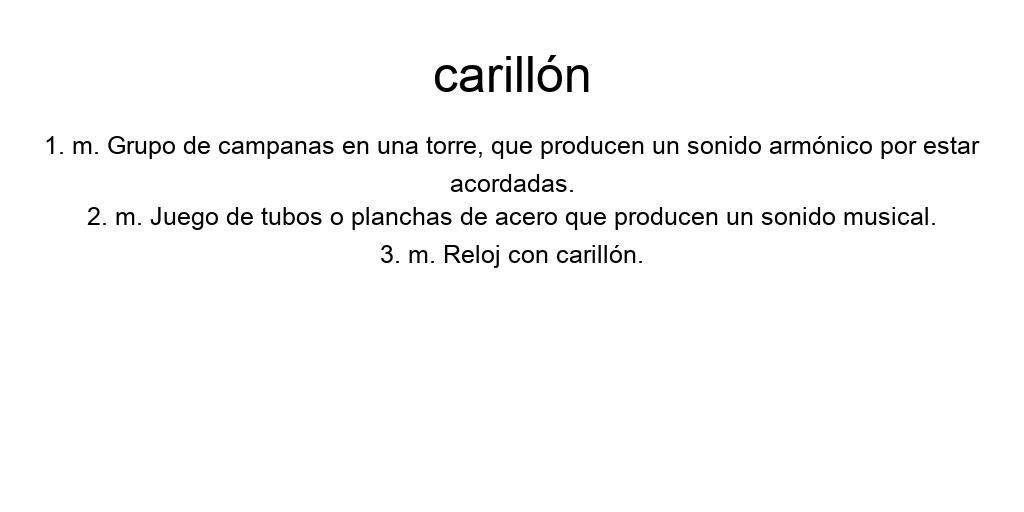 carillón
1. m. Grupo de campanas en una torre, que producen un sonido armónico por estar
acordadas.
2. m. Juego de tubos o planchas de acero que producen un sonido musical.
3. m. Reloj con carillón.